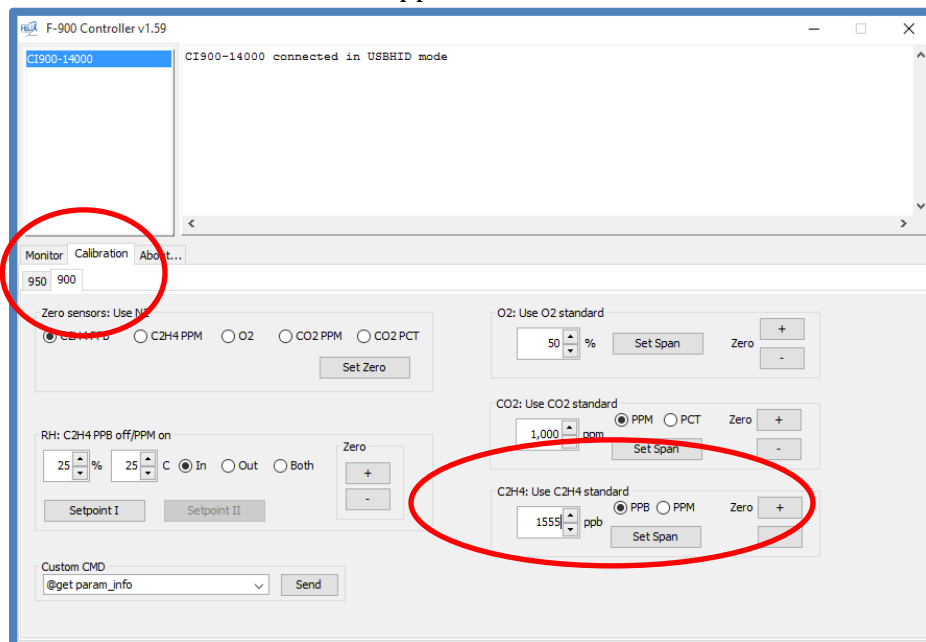 F-900 Controller v1.59
CI900-14000
CI900-14000 connected in USBHID mode
Monitor Calibration About...
950 900
Zero sensors: Use N2
C2H4 PPB C2H4 PPM O2 CO2 PPM CO2 PCT
Set Zero
O2: Use O2 standard
50 % Set Span Zero + -
CO2: Use CO2 standard
1,000 ppm PPM PCT Zero +
Set Span -
RH: C2H4 PPB off/PPM on
25 % 25 C In Out Both
Zero
+
-
Setpoint I Setpoint II
C2H4: Use C2H4 standard
1555 ppb PPB PPM Zero +
Set Span
Custom CMD
@get param_info Send